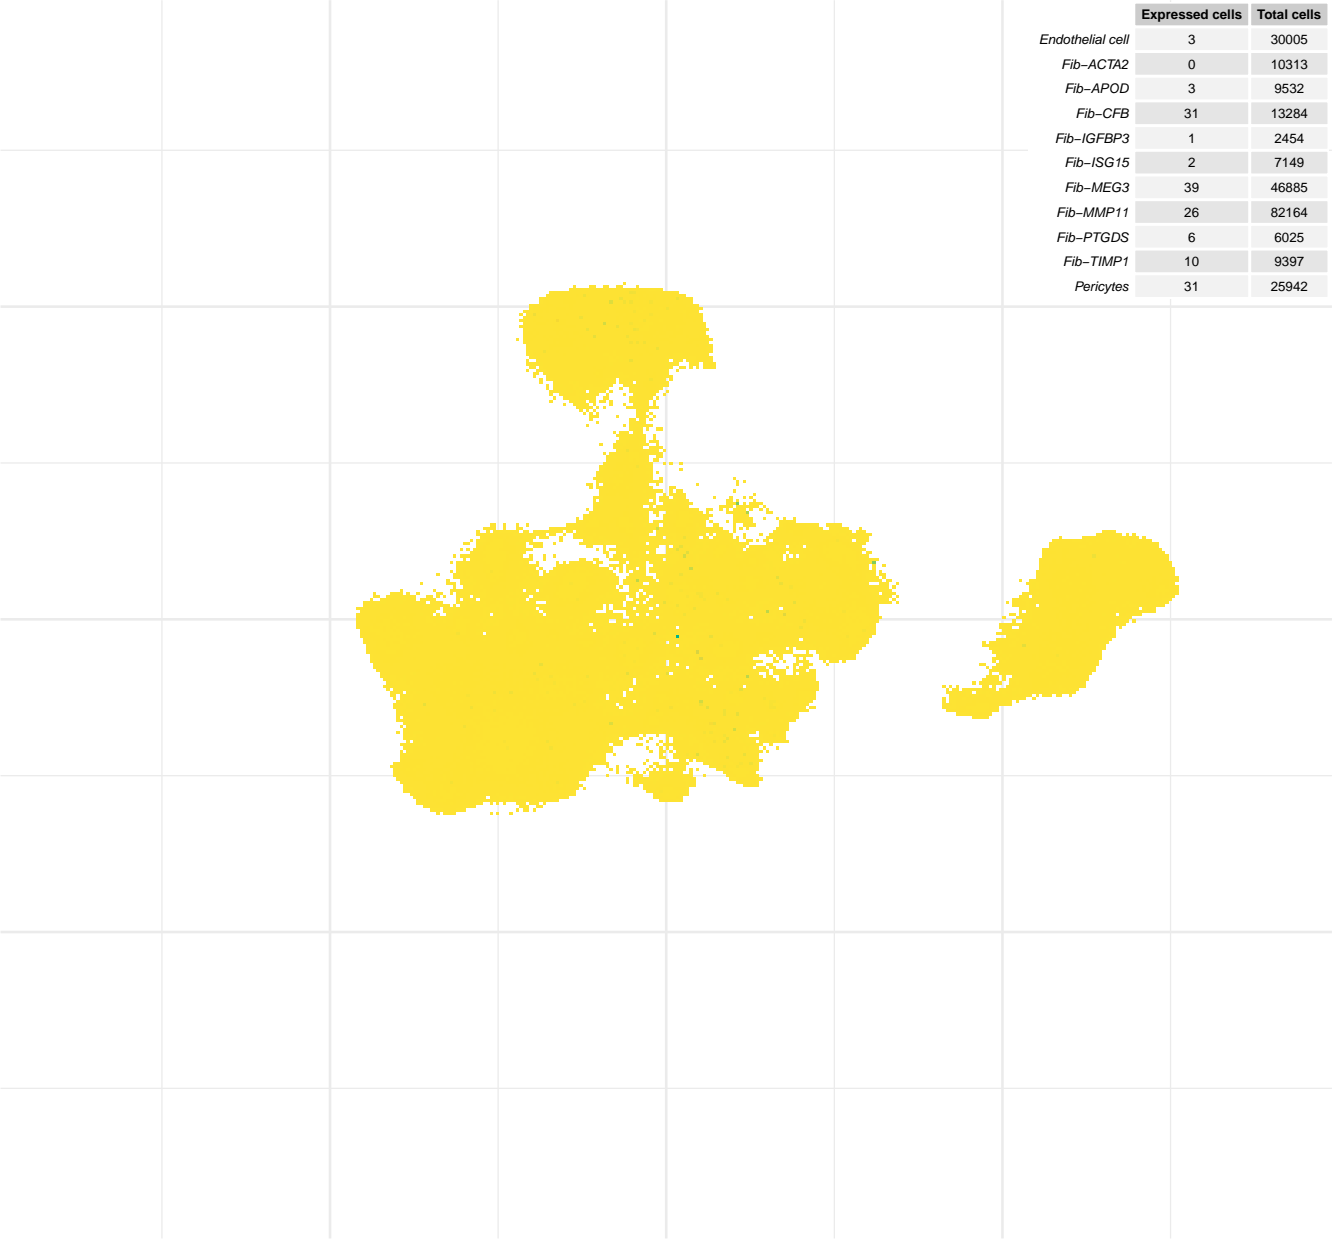 Expressed cells Total cells
Endothelial cell 3 30005
Fib−ACTA2 0 10313
Fib−APOD 3 9532
Fib−CFB 31 13284
Fib−IGFBP3 1 2454
Fib−ISG15 2 7149
Fib−MEG3 39 46885
Fib−MMP11 26 82164
Fib−PTGDS 6 6025
Fib−TIMP1 10 9397
Pericytes 31 25942